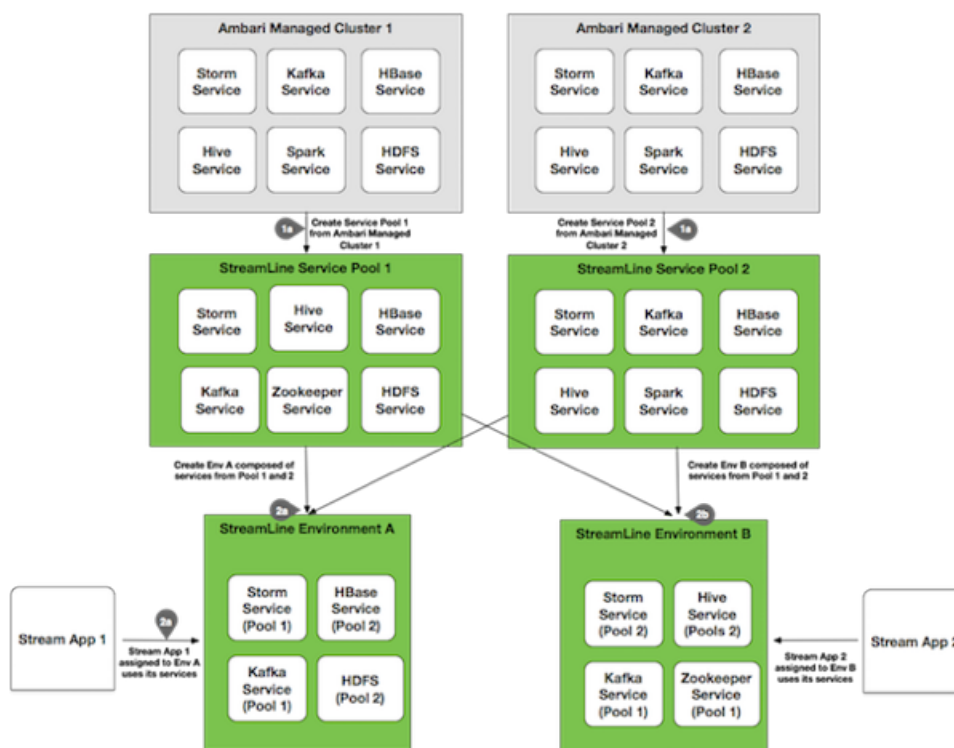 Ambari Managed Cluster 1
Storm
Service
Kafka
Service
HBase
Service
Hive
Service
Spark
Service
HDFS
Service
Ambari Managed Cluster 2
Storm
Service
Kafka
Service
HBase
Service
Hive
Service
Spark
Service
HDFS
Service
1a
Create Service Pool 1
from Ambari Managed
Cluster 1
Create Service Pool 2
from Ambari Managed
Cluster 2
1a
StreamLine Service Pool 1
Storm
Service
Hive
Service
HBase
Service
Kafka
Service
Zookeeper
Service
HDFS
Service
StreamLine Service Pool 2
Storm
Service
Kafka
Service
HBase
Service
Hive
Service
Spark
Service
HDFS
Service
Create Env A composed of
services from Pool 1 and 2
Create Env B composed of
services from Pool 1 and 2
2a
2b
StreamLine Environment A
Storm
Service
(Pool 1)
HBase
Service
(Pool 2)
Kafka
Service
(Pool 1)
HDFS
(Pool 2)
StreamLine Environment B
Storm
Service
(Pool 2)
Hive
Service
(Pools 2)
Kafka
Service
(Pool 1)
Zookeeper
Service
(Pool 1)
Stream App 1
2a
Stream App 1
assigned to Env A
uses its services
Stream App 2
assigned to Env B
uses its services
Stream App 2